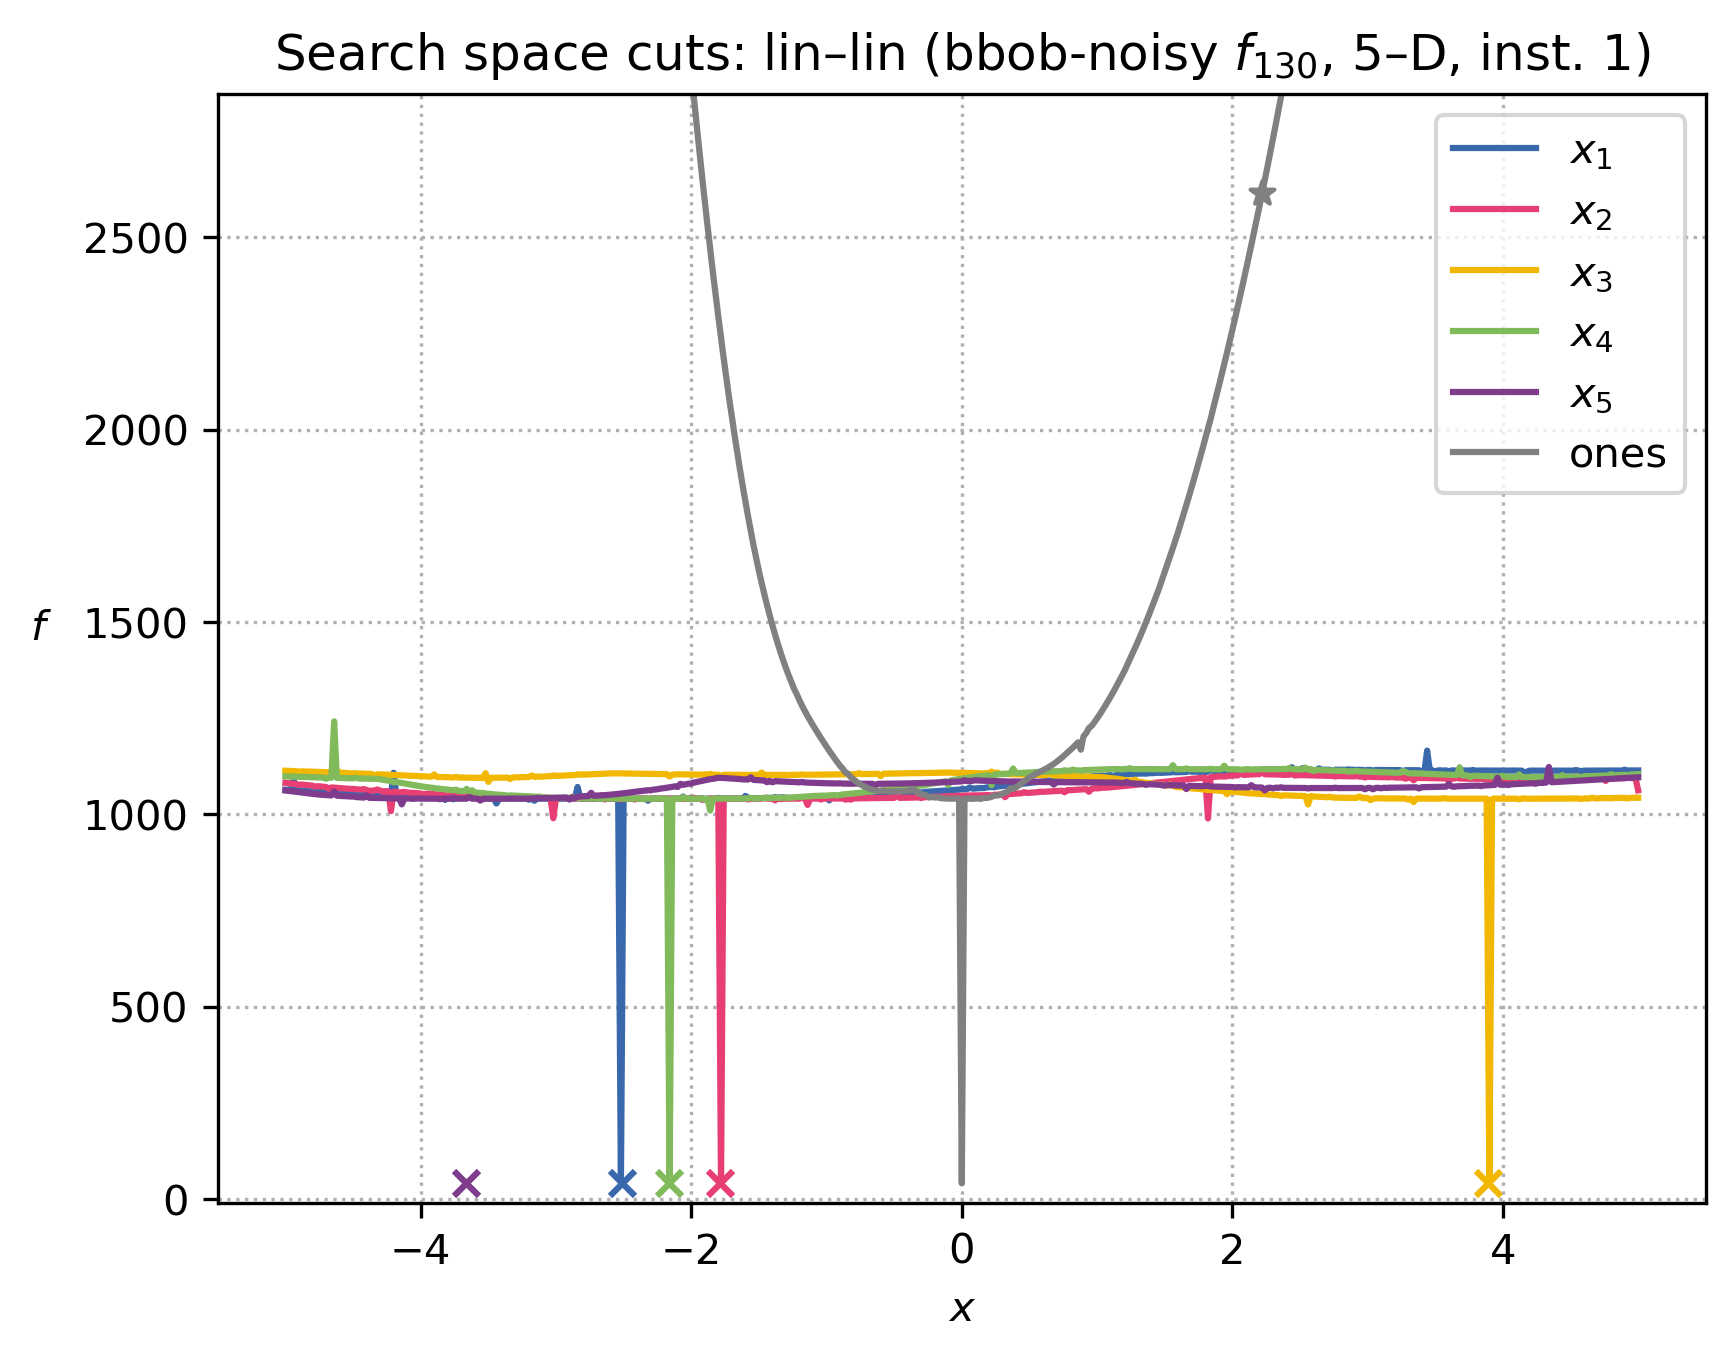 Search space cuts: lin–lin (bbob-noisy f₁₃₀, 5–D, inst. 1)
x₁
x₂
x₃
x₄
x₅
ones
2500
2000
1500
1000
500
0
f
−4
−2
0
2
4
x